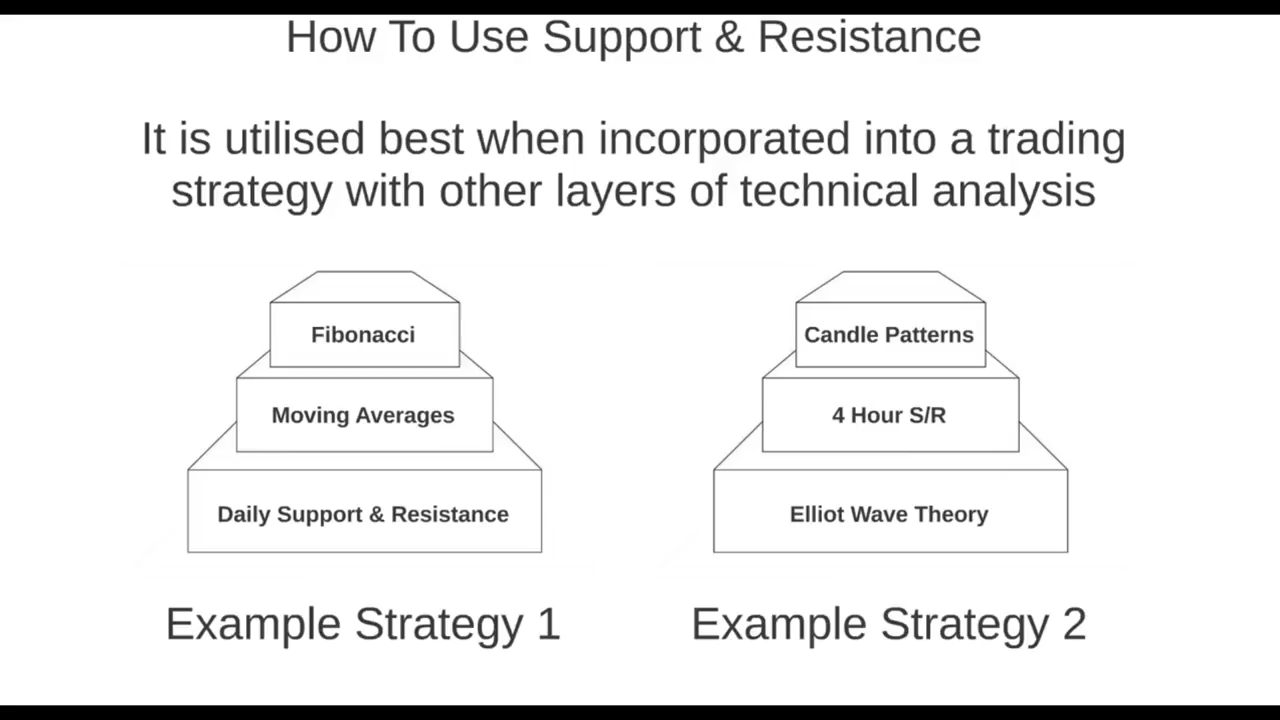 How To Use Support & Resistance
It is utilised best when incorporated into a trading
strategy with other layers of technical analysis
Fibonacci
Moving Averages
Daily Support & Resistance
Example Strategy 1
Candle Patterns
4 Hour S/R
Elliot Wave Theory
Example Strategy 2